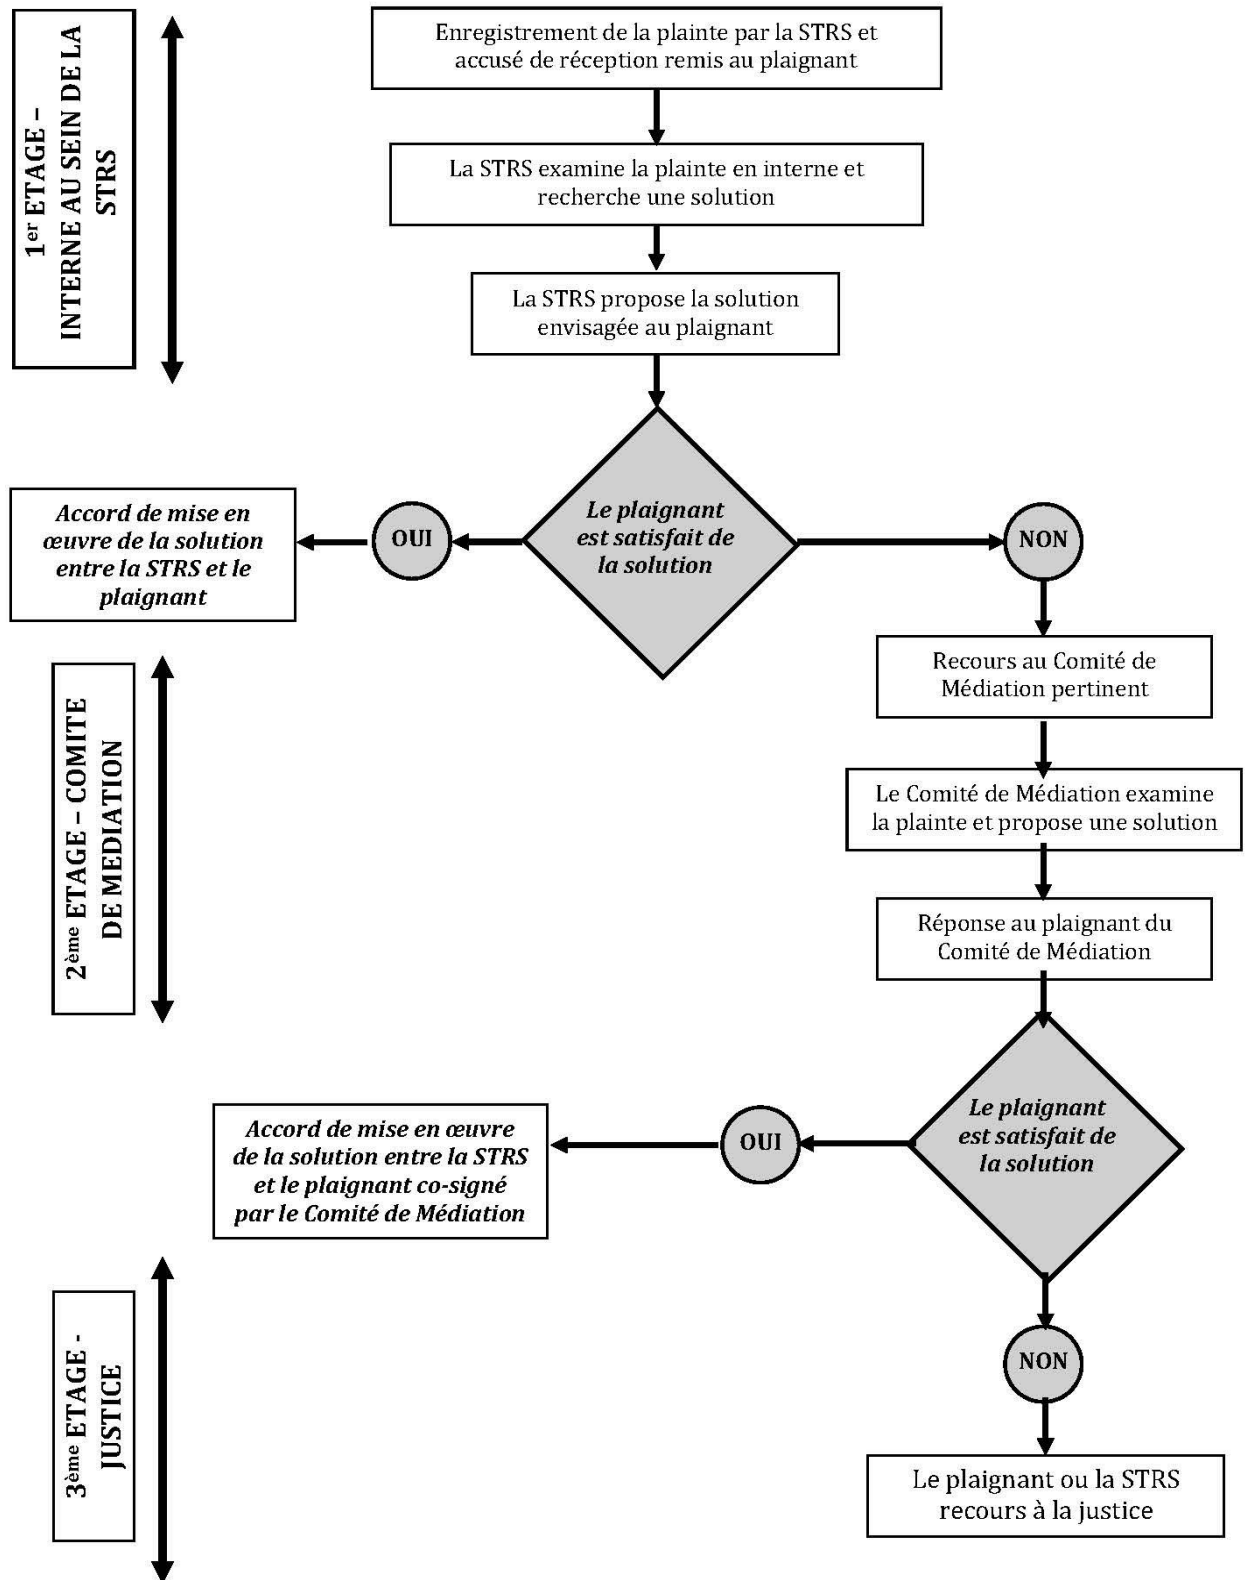 1er ETAGE –
INTERNE AU SEIN DE LA
STRS
Enregistrement de la plainte par la STRS et
accusé de réception remis au plaignant
La STRS examine la plainte en interne et
recherche une solution
La STRS propose la solution
envisagée au plaignant
Le plaignant
est satisfait de
la solution
OUI
Accord de mise en
œuvre de la solution
entre la STRS et le
plaignant
NON
2ème ETAGE – COMITE
DE MEDIATION
Recours au Comité de
Médiation pertinent
Le Comité de Médiation examine
la plainte et propose une solution
Réponse au plaignant du
Comité de Médiation
Le plaignant
est satisfait de
la solution
OUI
Accord de mise en œuvre
de la solution entre la STRS
et le plaignant co-signé
par le Comité de Médiation
3ème ETAGE -
JUSTICE
NON
Le plaignant ou la STRS
recours à la justice